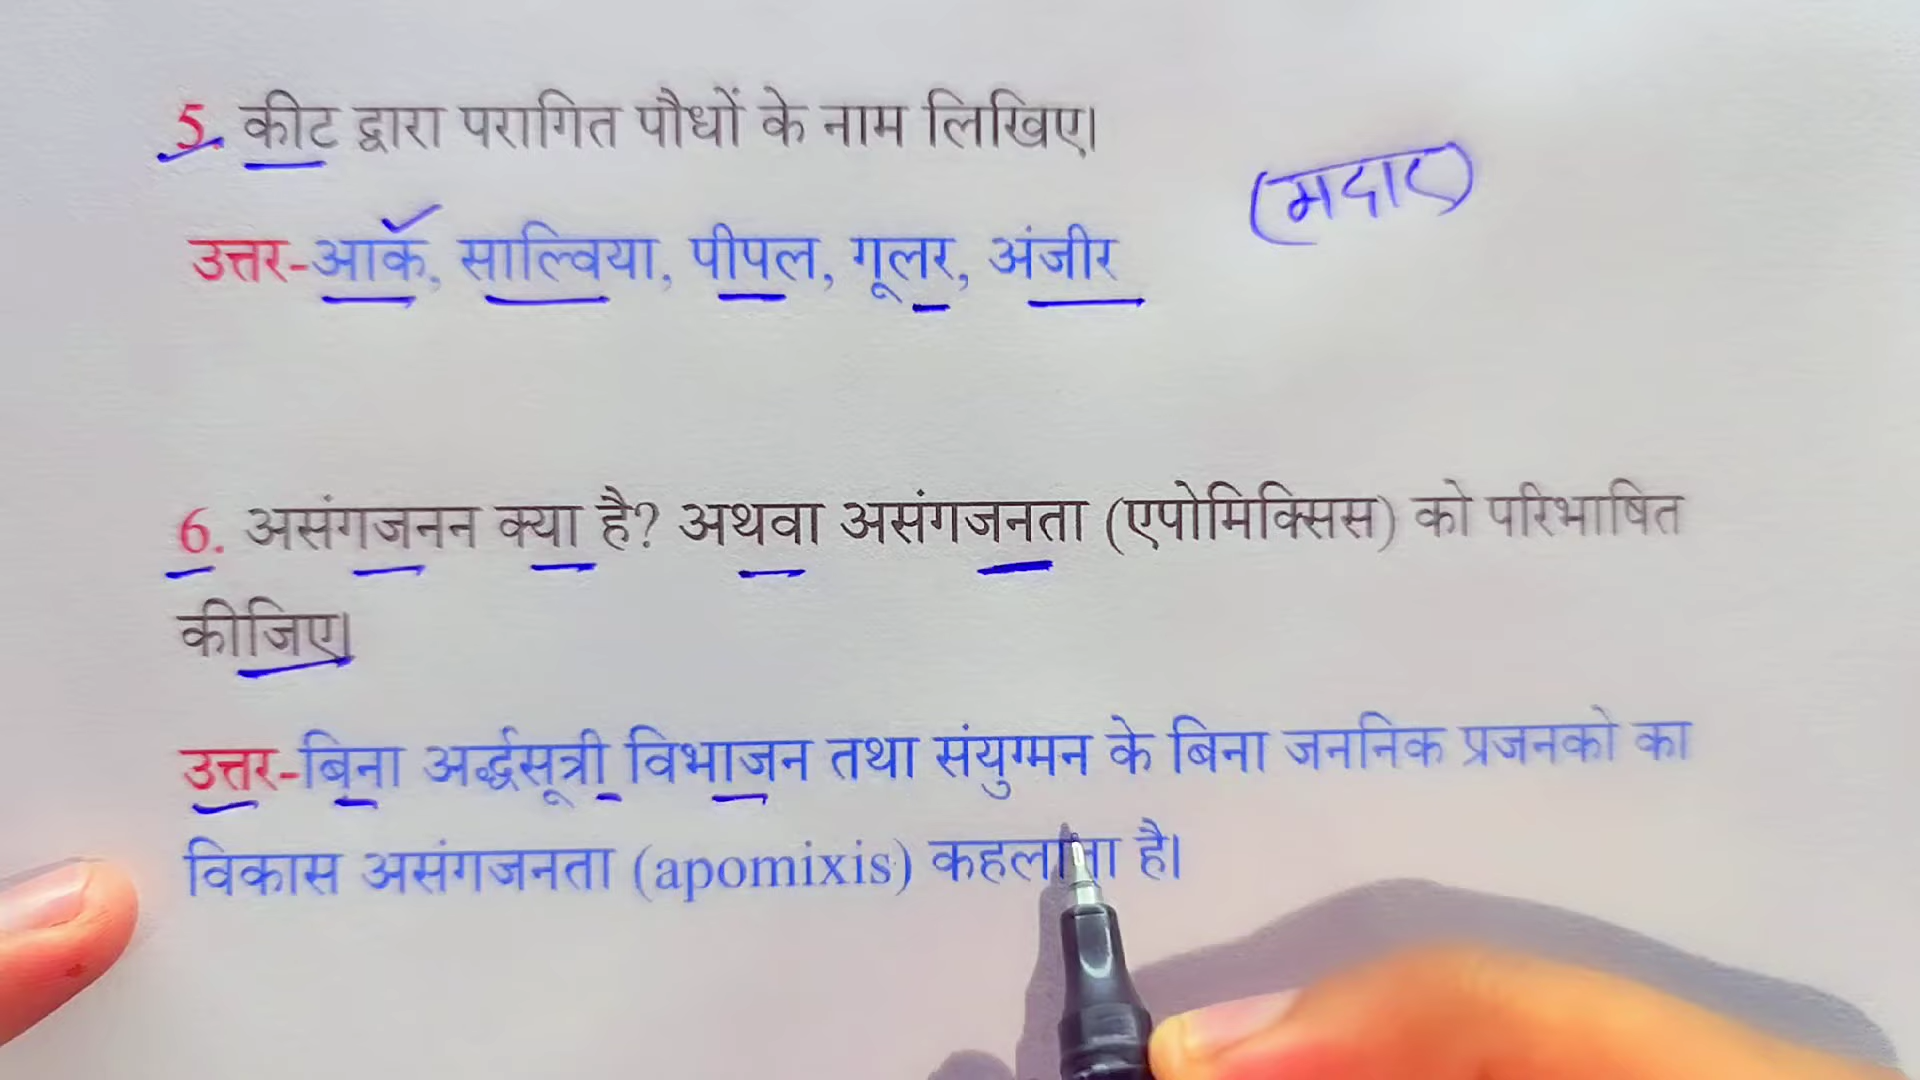 5. कीट द्वारा परागित पौधों के नाम लिखिए।
(मदार)
उत्तर-आर्क, साल्विया, पीपल, गूलर, अंजीर
6. असंगजनन क्या है? अथवा असंगजनता (एपोमिक्सिस) को परिभाषित
कीजिए।
उत्तर-बिना अर्द्धसूत्री विभाजन तथा संयुग्मन के बिना जननिक प्रजनको का
विकास असंगजनता (apomixis) कहलाता है।